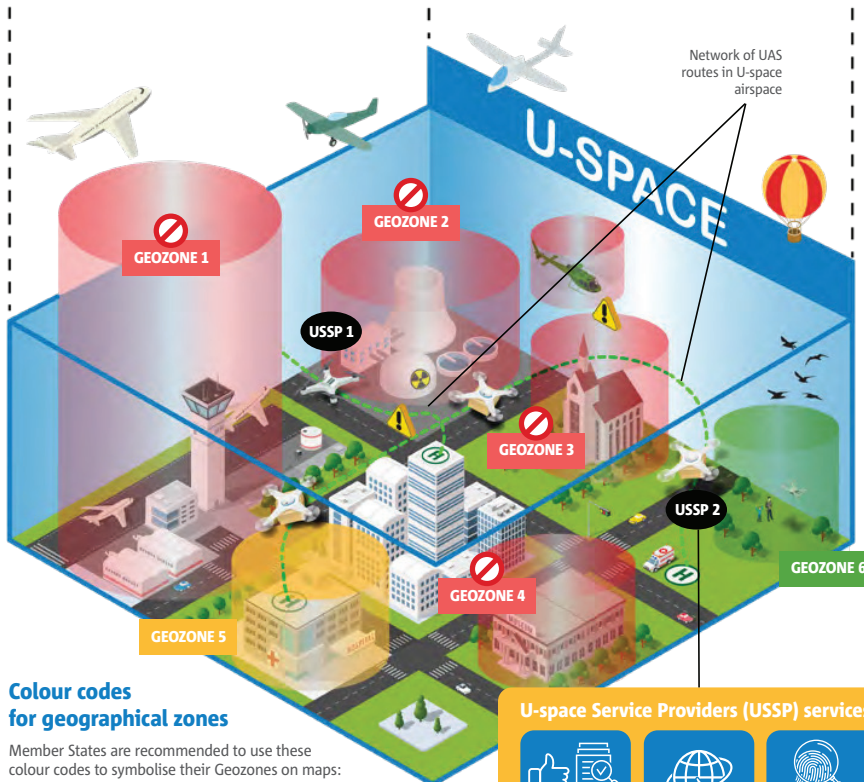 Network of UAS
routes in U-space
airspace
U-SPACE
GEOZONE 1
GEOZONE 2
USSP 1
GEOZONE 3
USSP 2
GEOZONE 4
GEOZONE 5
GEOZONE 6
H
H
H
HOSPITAL
MUSEUM
Colour codes
for geographical zones
Member States are recommended to use these
colour codes to symbolise their Geozones on maps:
U-space Service Providers (USSP) services